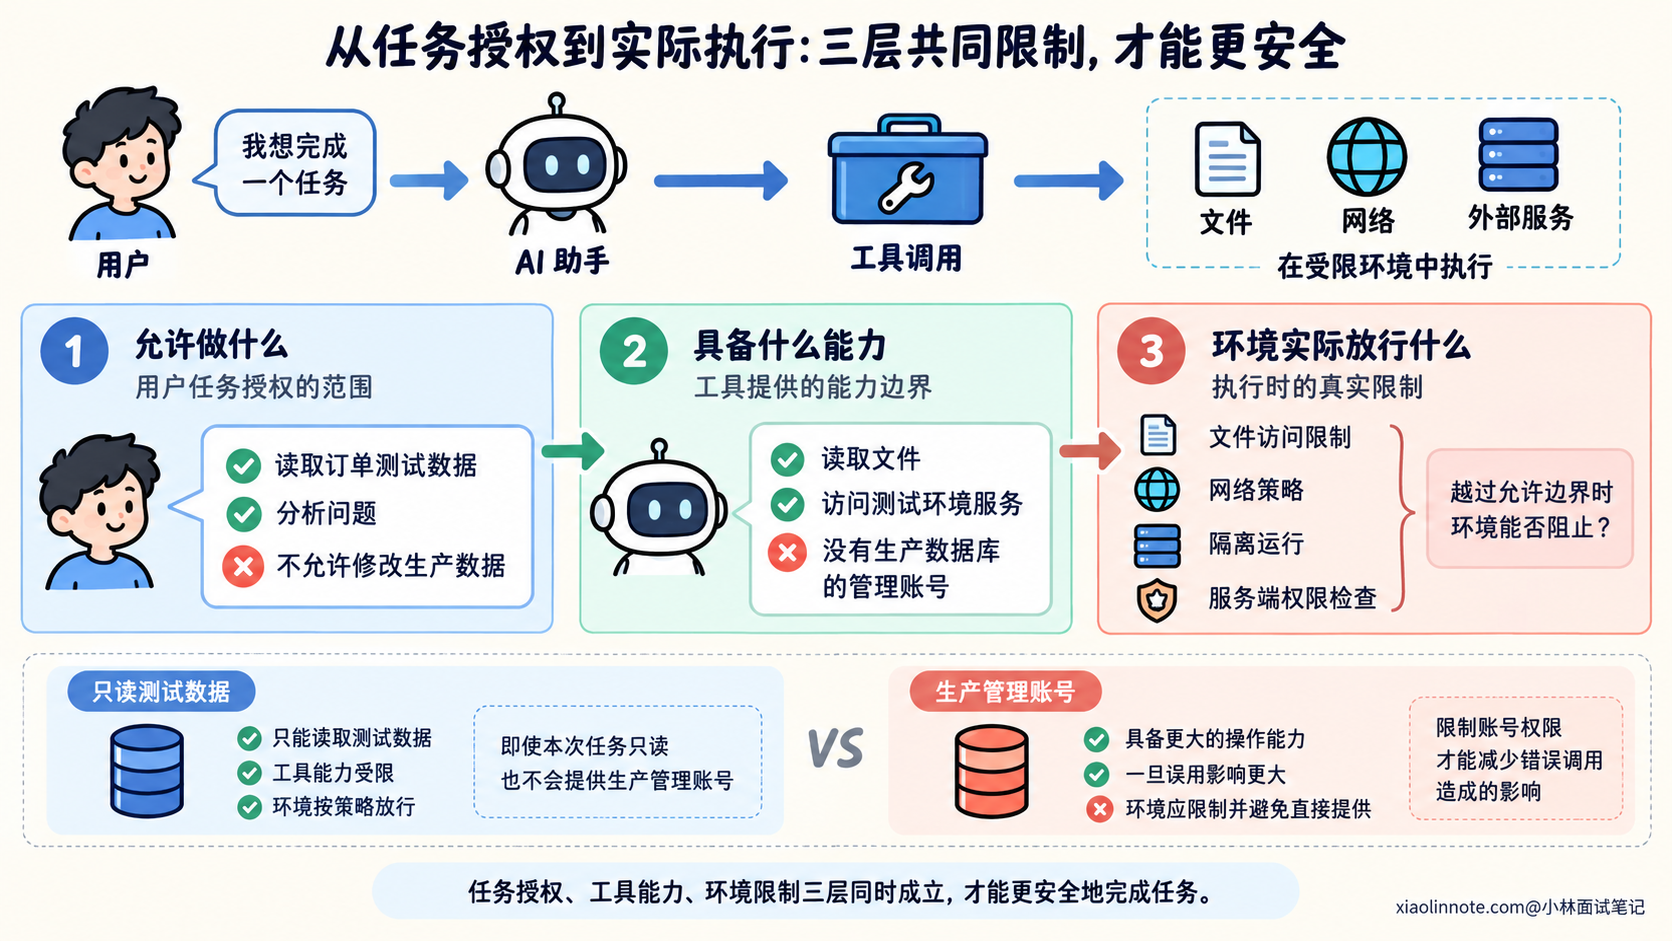 从任务授权到实际执行:三层共同限制,才能更安全
我想完成
一个任务
用户
AI 助手
工具调用
文件
网络
外部服务
在受限环境中执行
1
允许做什么
用户任务授权的范围
读取订单测试数据
分析问题
不允许修改生产数据
2
具备什么能力
工具提供的能力边界
读取文件
访问测试环境服务
没有生产数据库
的管理账号
3
环境实际放行什么
执行时的真实限制
文件访问限制
网络策略
隔离运行
服务端权限检查
越过允许边界时
环境能否阻止?
只读测试数据
只能读取测试数据
工具能力受限
环境按策略放行
即使本次任务只读
也不会提供生产管理账号
VS
生产管理账号
具备更大的操作能力
一旦误用影响更大
环境应限制并避免直接提供
限制账号权限
才能减少错误调用
造成的影响
任务授权、工具能力、环境限制三层同时成立,才能更安全地完成任务。
xiaolinnote.com@小林面试笔记